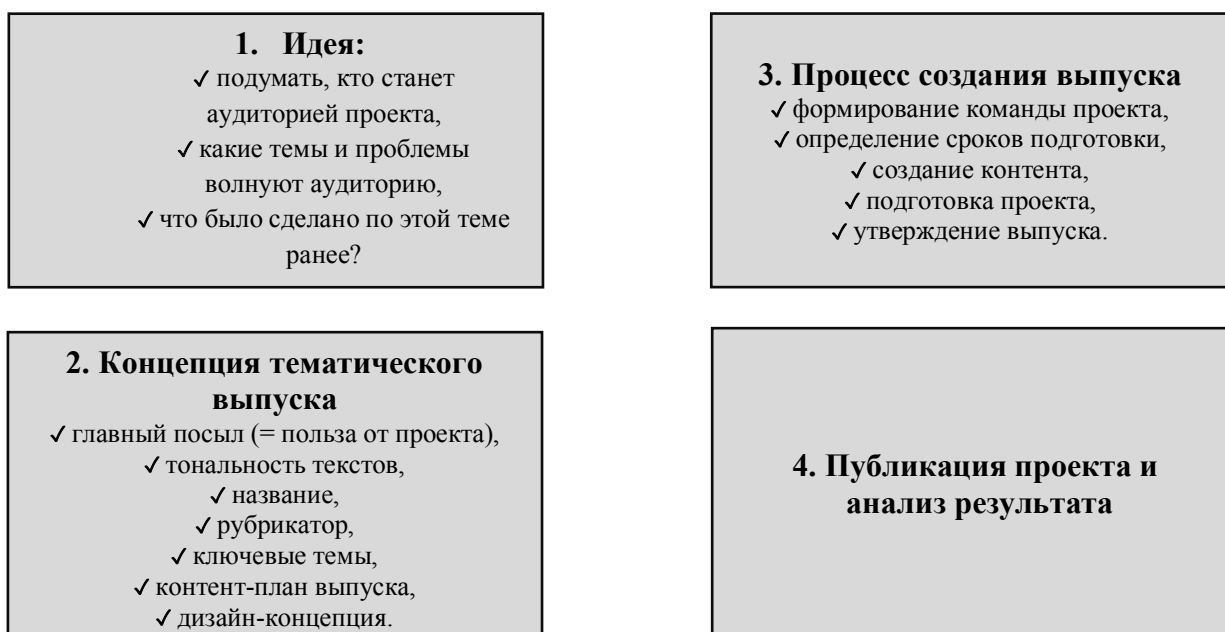 1. Идея:
✓ подумать, кто станет
аудиторией проекта,
✓ какие темы и проблемы
волнуют аудиторию,
✓ что было сделано по этой теме
ранее?
2. Концепция тематического
выпуска
✓ главный посыл (= польза от проекта),
✓ тональность текстов,
✓ название,
✓ рубрикатор,
✓ ключевые темы,
✓ контент-план выпуска,
✓ дизайн-концепция.
3. Процесс создания выпуска
✓ формирование команды проекта,
✓ определение сроков подготовки,
✓ создание контента,
✓ подготовка проекта,
✓ утверждение выпуска.
4. Публикация проекта и
анализ результата